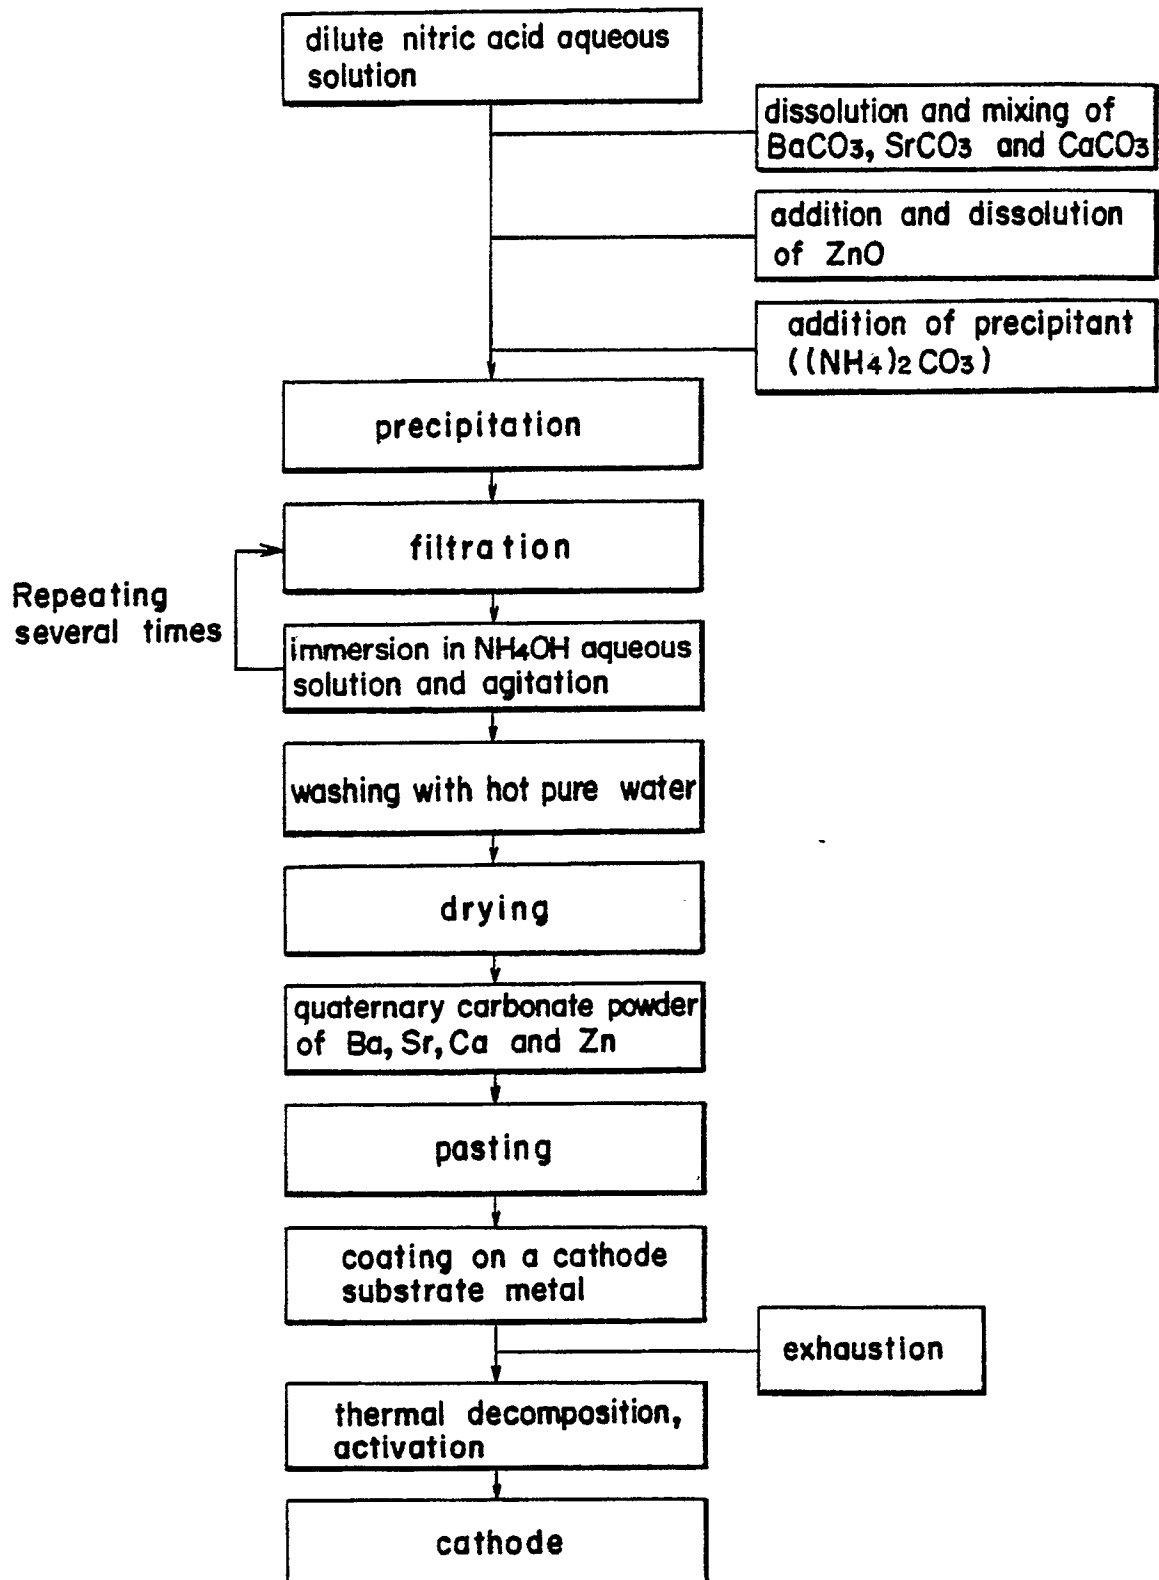 dilute nitric acid aqueous
solution
dissolution and mixing of
BaCO3, SrCO3 and CaCO3
addition and dissolution
of ZnO
addition of precipitant
((NH4)2CO3)
precipitation
filtration
Repeating
several times
immersion in NH4OH aqueous
solution and agitation
washing with hot pure water
drying
quaternary carbonate powder
of Ba, Sr, Ca and Zn
pasting
coating on a cathode
substrate metal
exhaustion
thermal decomposition,
activation
cathode